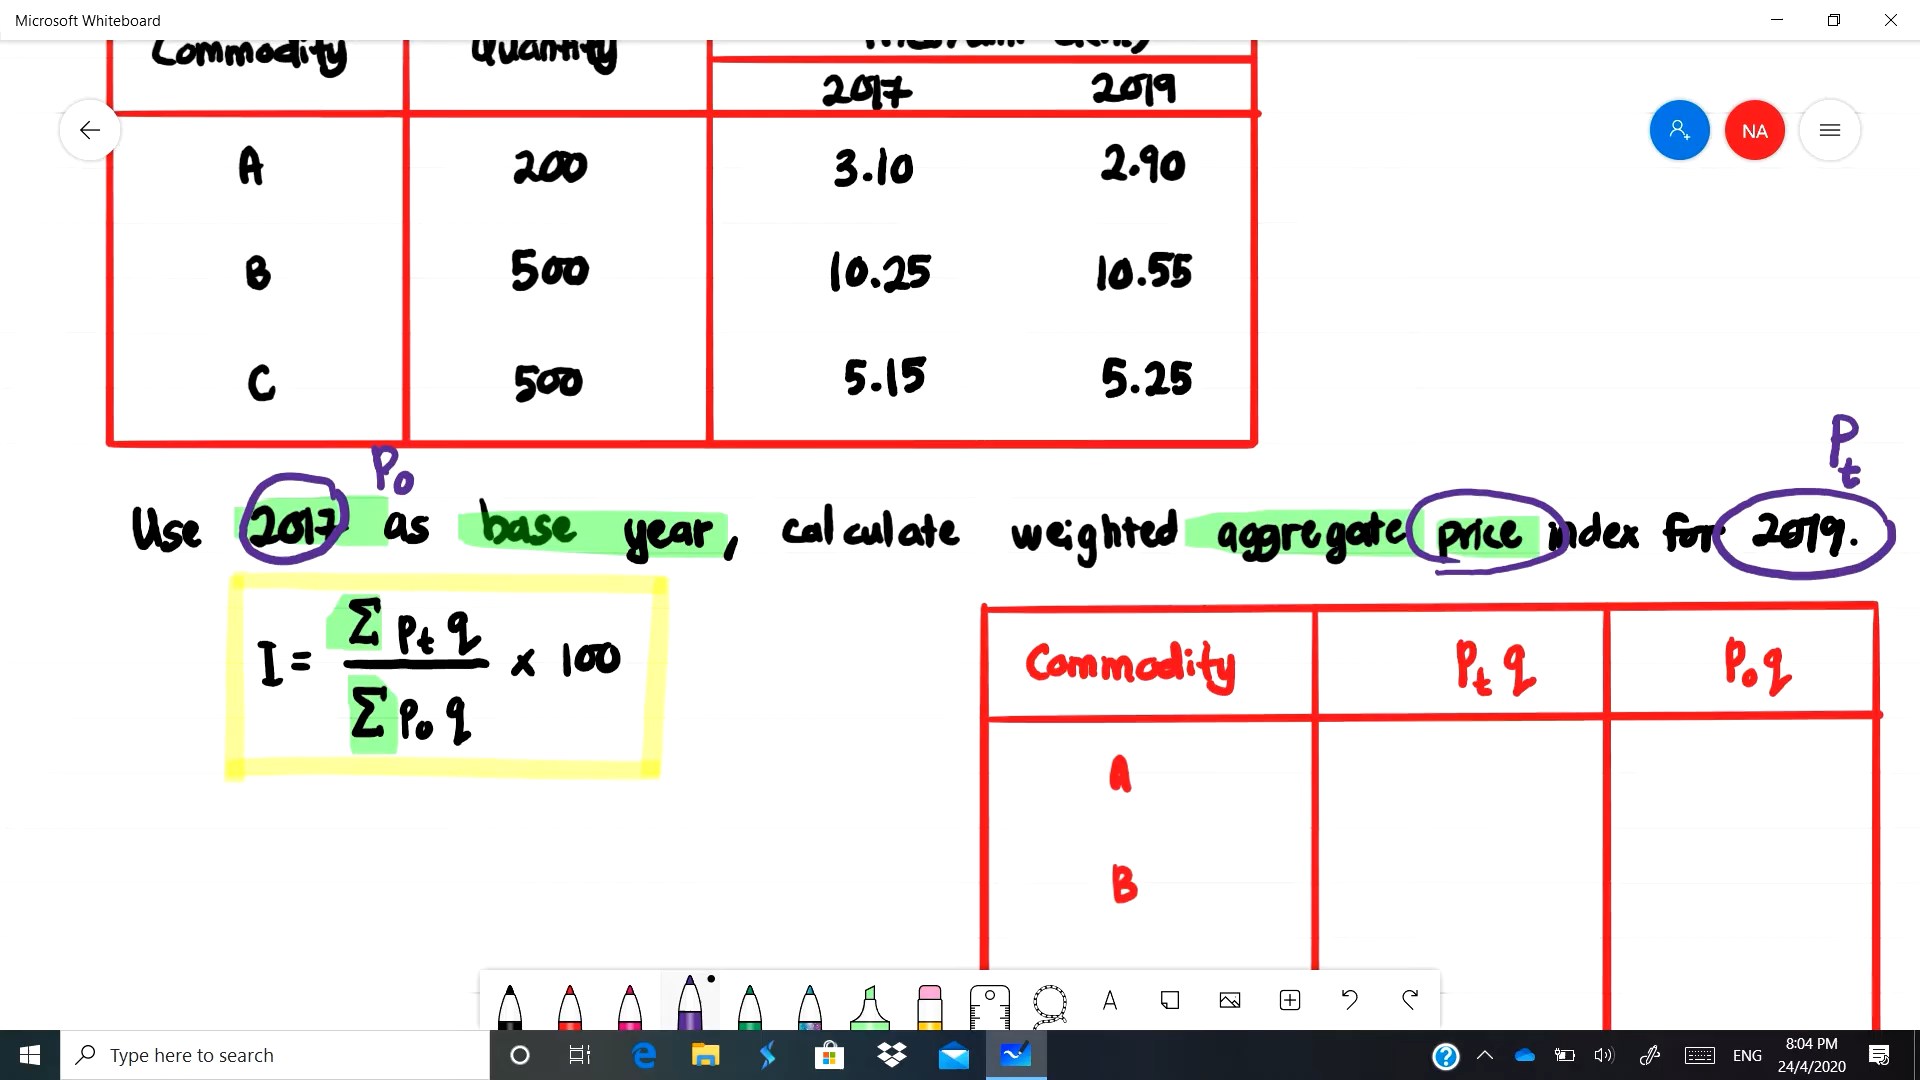 Microsoft Whiteboard
Commodity Quantity
2017 2019
NA
A 200 3.10 2.90
B 500 10.25 10.55
C 500 5.15 5.25
P0 Pt
Use 2017 as base year, calculate weighted aggregate price index for 2019.
I = Σ Pt q / Σ P0 q x 100
Commodity Pt q P0 q
A
B
Type here to search
ENG
8:04 PM
24/4/2020